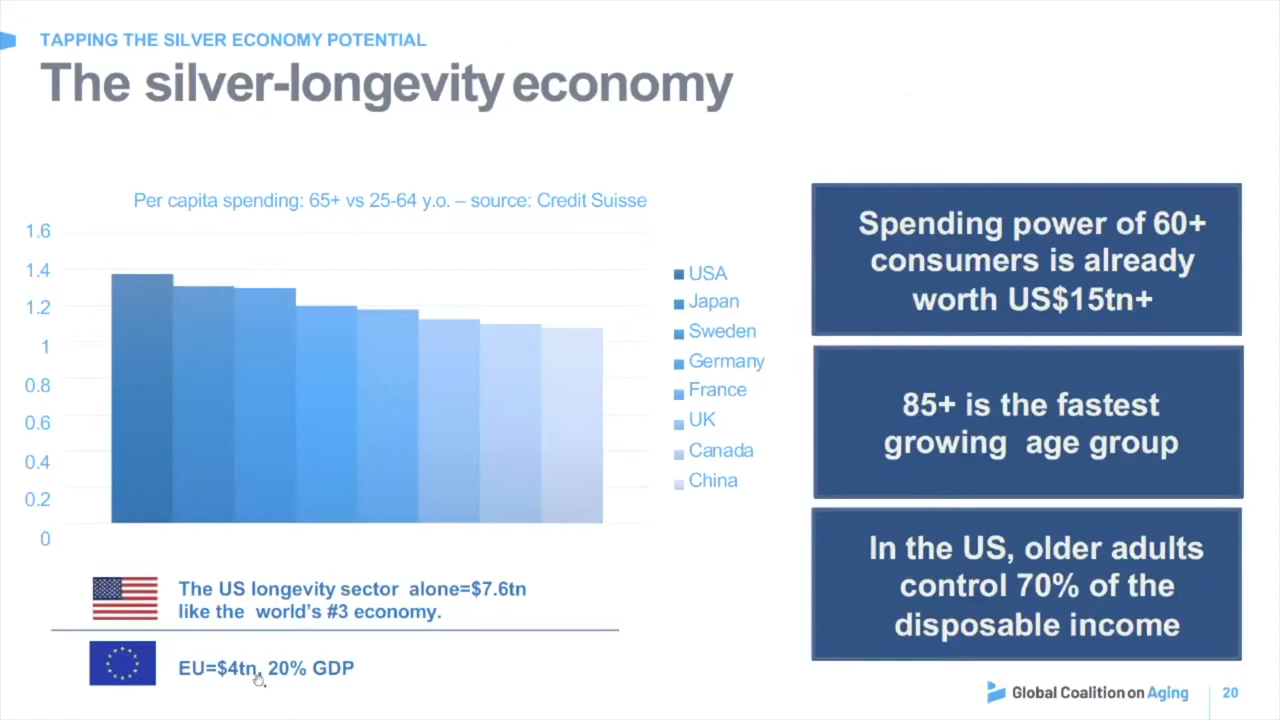 TAPPING THE SILVER ECONOMY POTENTIAL
The silver-longevity economy
Per capita spending: 65+ vs 25-64 y.o. – source: Credit Suisse
1.6
1.4
1.2
1
0.8
0.6
0.4
0.2
0
USA
Japan
Sweden
Germany
France
UK
Canada
China
The US longevity sector alone=$7.6tn
like the world’s #3 economy.
EU=$4tn, 20% GDP
Spending power of 60+
consumers is already
worth US$15tn+
85+ is the fastest
growing age group
In the US, older adults
control 70% of the
disposable income
Global Coalition on Aging
20